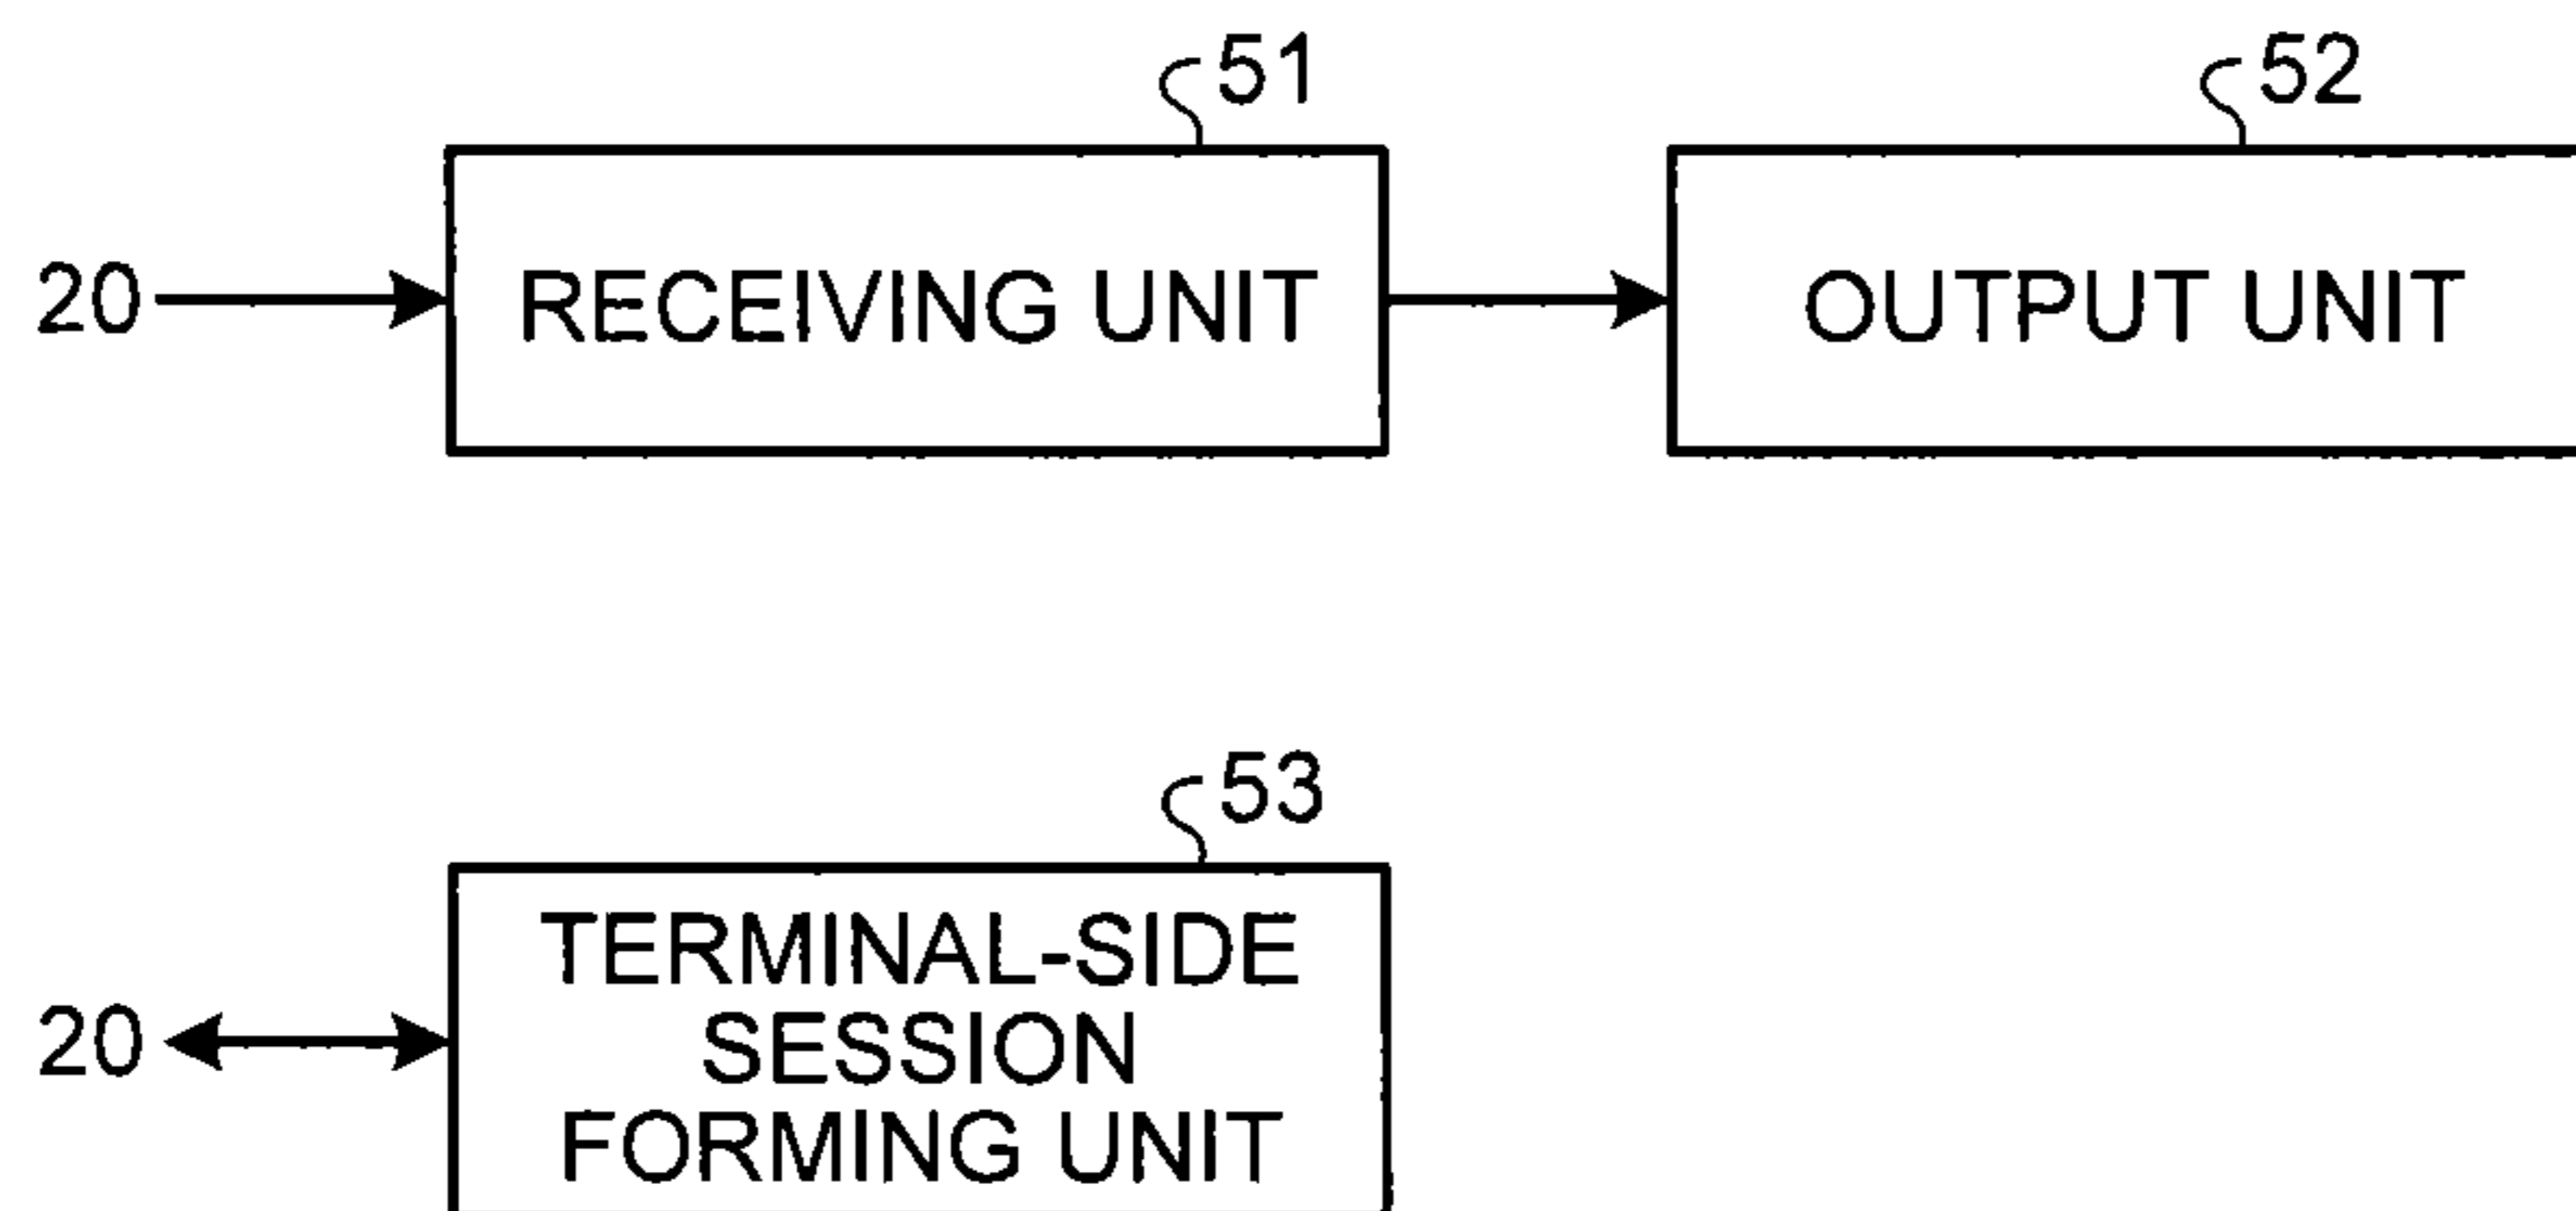 51
52
20
RECEIVING UNIT
OUTPUT UNIT
53
20
TERMINAL-SIDE
SESSION
FORMING UNIT